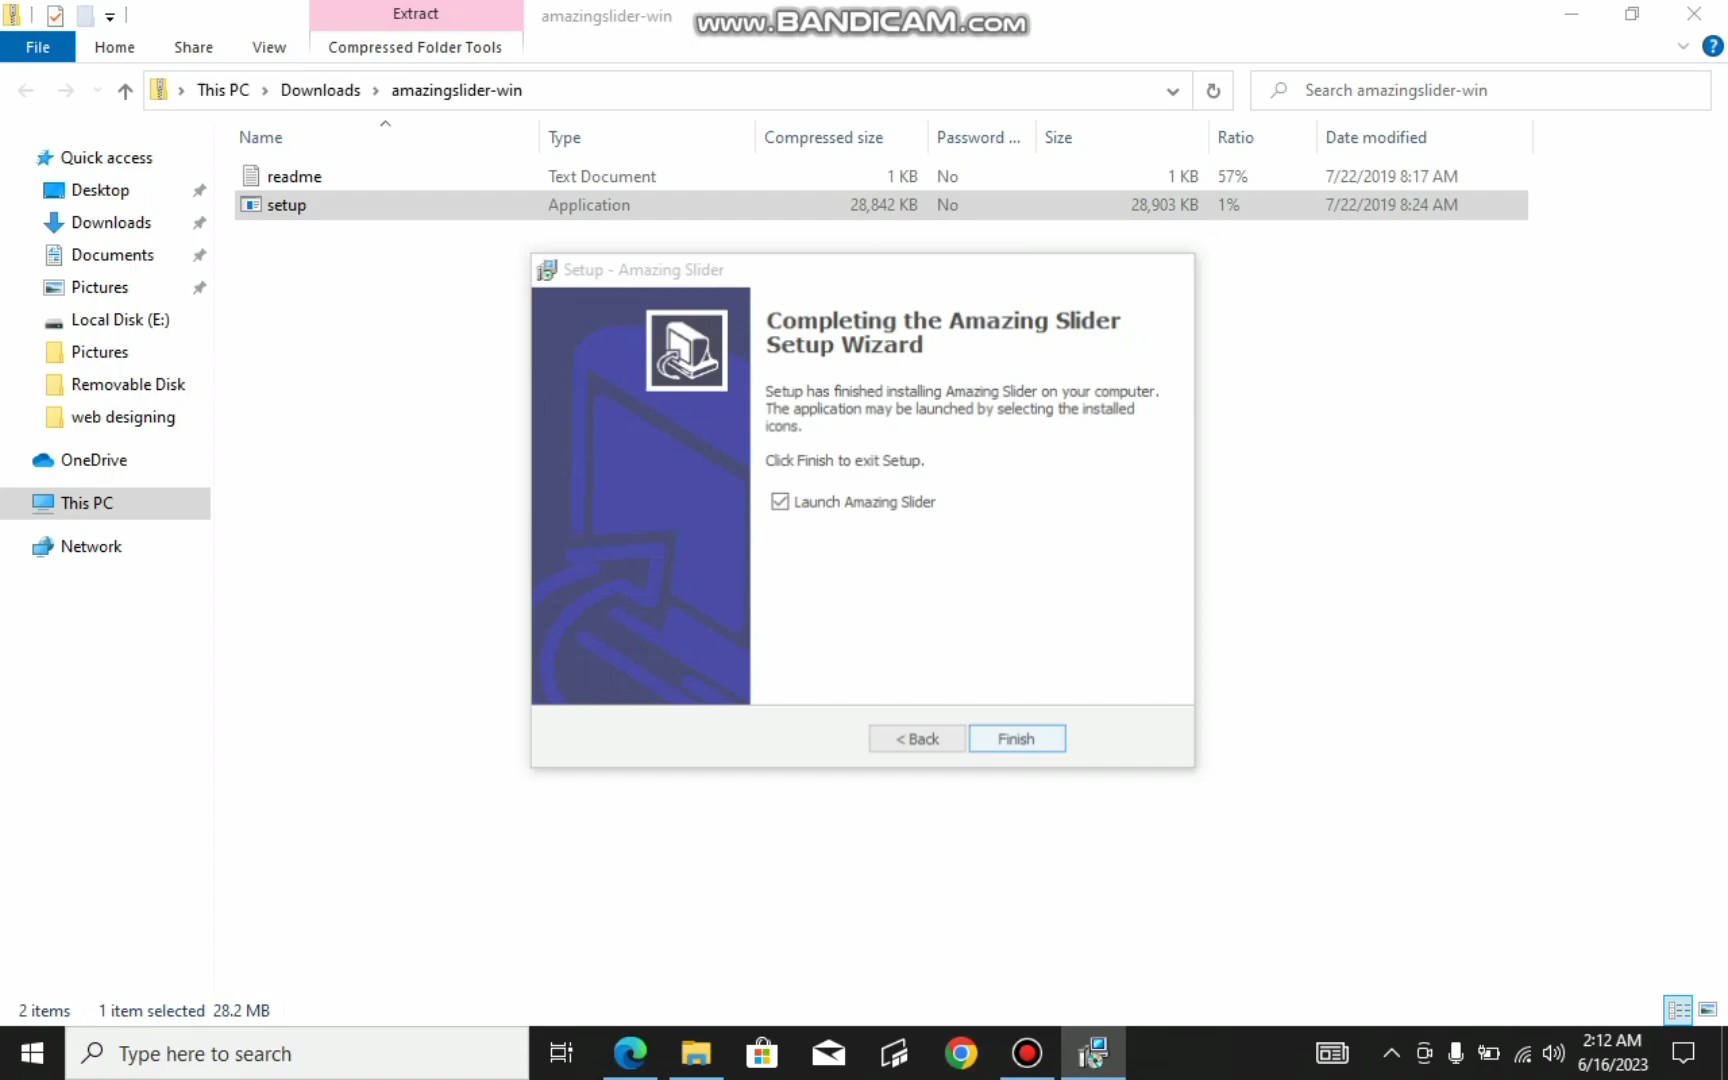 Extract
amazingslider-win
www.BANDICAM.com
File
Home
Share
View
Compressed Folder Tools
This PC
Downloads
amazingslider-win
Search amazingslider-win
Name
Type
Compressed size
Password ...
Size
Ratio
Date modified
readme
Text Document
1 KB
No
1 KB
57%
7/22/2019 8:17 AM
setup
Application
28,842 KB
No
28,903 KB
1%
7/22/2019 8:24 AM
Quick access
Desktop
Downloads
Documents
Pictures
Local Disk (E:)
Pictures
Removable Disk
web designing
OneDrive
This PC
Network
Setup - Amazing Slider
Completing the Amazing Slider
Setup Wizard
Setup has finished installing Amazing Slider on your computer.
The application may be launched by selecting the installed
icons.
Click Finish to exit Setup.
Launch Amazing Slider
< Back
Finish
2 items
1 item selected 28.2 MB
Type here to search
2:12 AM
6/16/2023